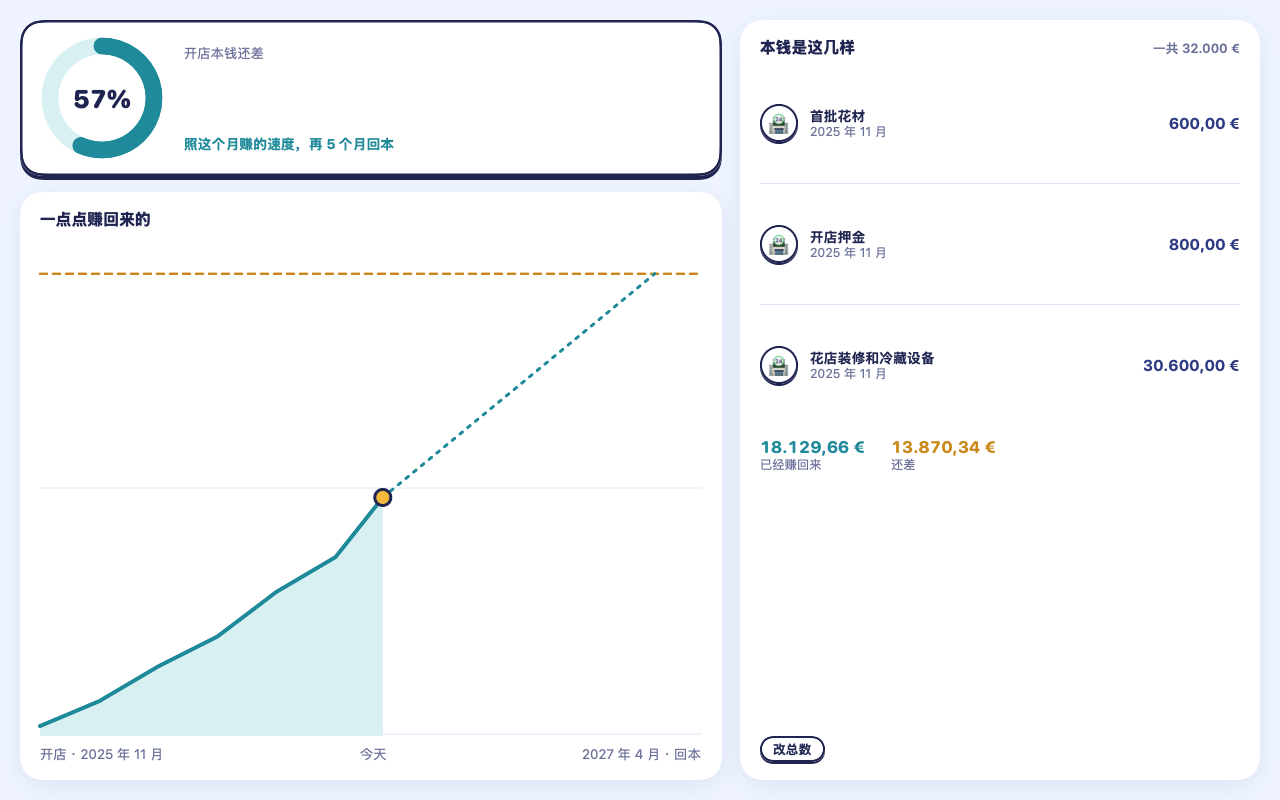 57%
开店本钱还差
照这个月赚的速度，再 5 个月回本
一点点赚回来的
开店 · 2025 年 11 月
今天
2027 年 4 月 · 回本
本钱是这几样
一共 32.000 €
首批花材
2025 年 11 月
600,00 €
开店押金
2025 年 11 月
800,00 €
花店装修和冷藏设备
2025 年 11 月
30.600,00 €
18.129,66 €
已经赚回来
13.870,34 €
还差
改总数